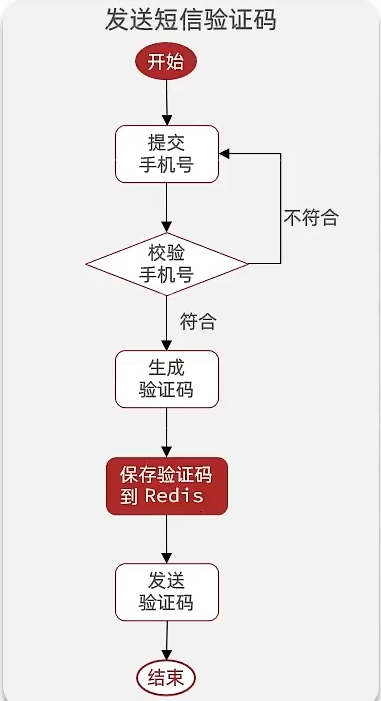 发送短信验证码
开始
提交
手机号
不符合
校验
手机号
符合
生成
验证码
保存验证码
到 Redis
发送
验证码
结束